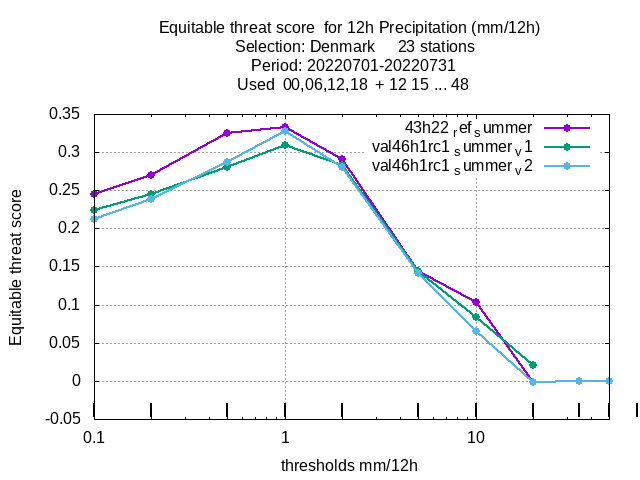 Equitable threat score for 12h Precipitation (mm/12h)
Selection: Denmark 23 stations
Period: 20220701-20220731
Used 00,06,12,18 + 12 15 ... 48
43h22 ref summer
val46h1rc1 summer v1
val46h1rc1 summer v2
Equitable threat score
0.35
0.3
0.25
0.2
0.15
0.1
0.05
0
-0.05
0.1 1 10
thresholds mm/12h